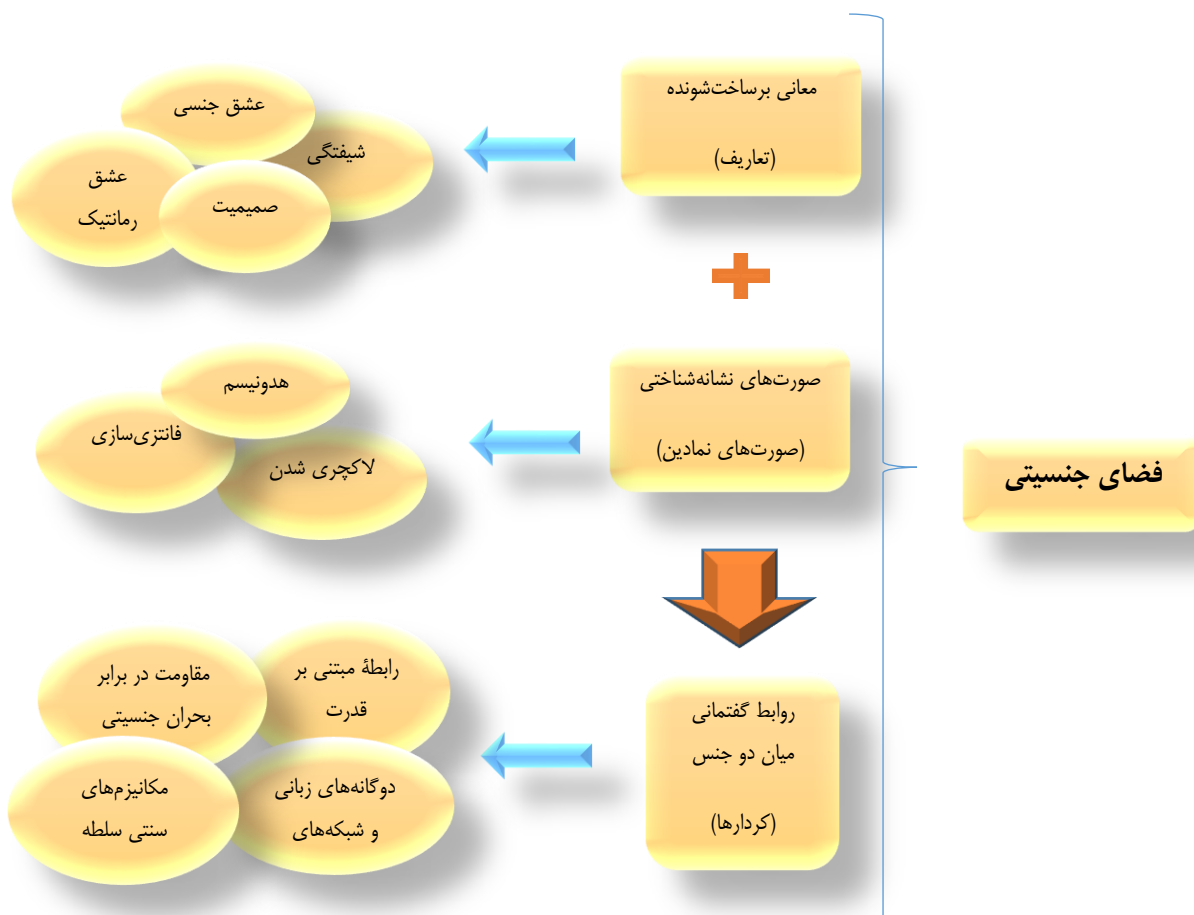 فضای جنسیتی
معانی برساخت‌شونده
(تعاریف)
عشق جنسی
شیفتگی
عشق
رمانتیک
صمیمیت
صورت‌های نشانه‌شناختی
(صورت‌های نمادین)
هدونیسم
فانتزی‌سازی
لاکچری شدن
روابط گفتمانی
میان دو جنس
(کردارها)
رابطۀ مبتنی بر
قدرت
مقاومت در برابر
بحران جنسیتی
دوگانه‌های زبانی
و شبکه‌های
مکانیزم‌های
سنتی سلطه